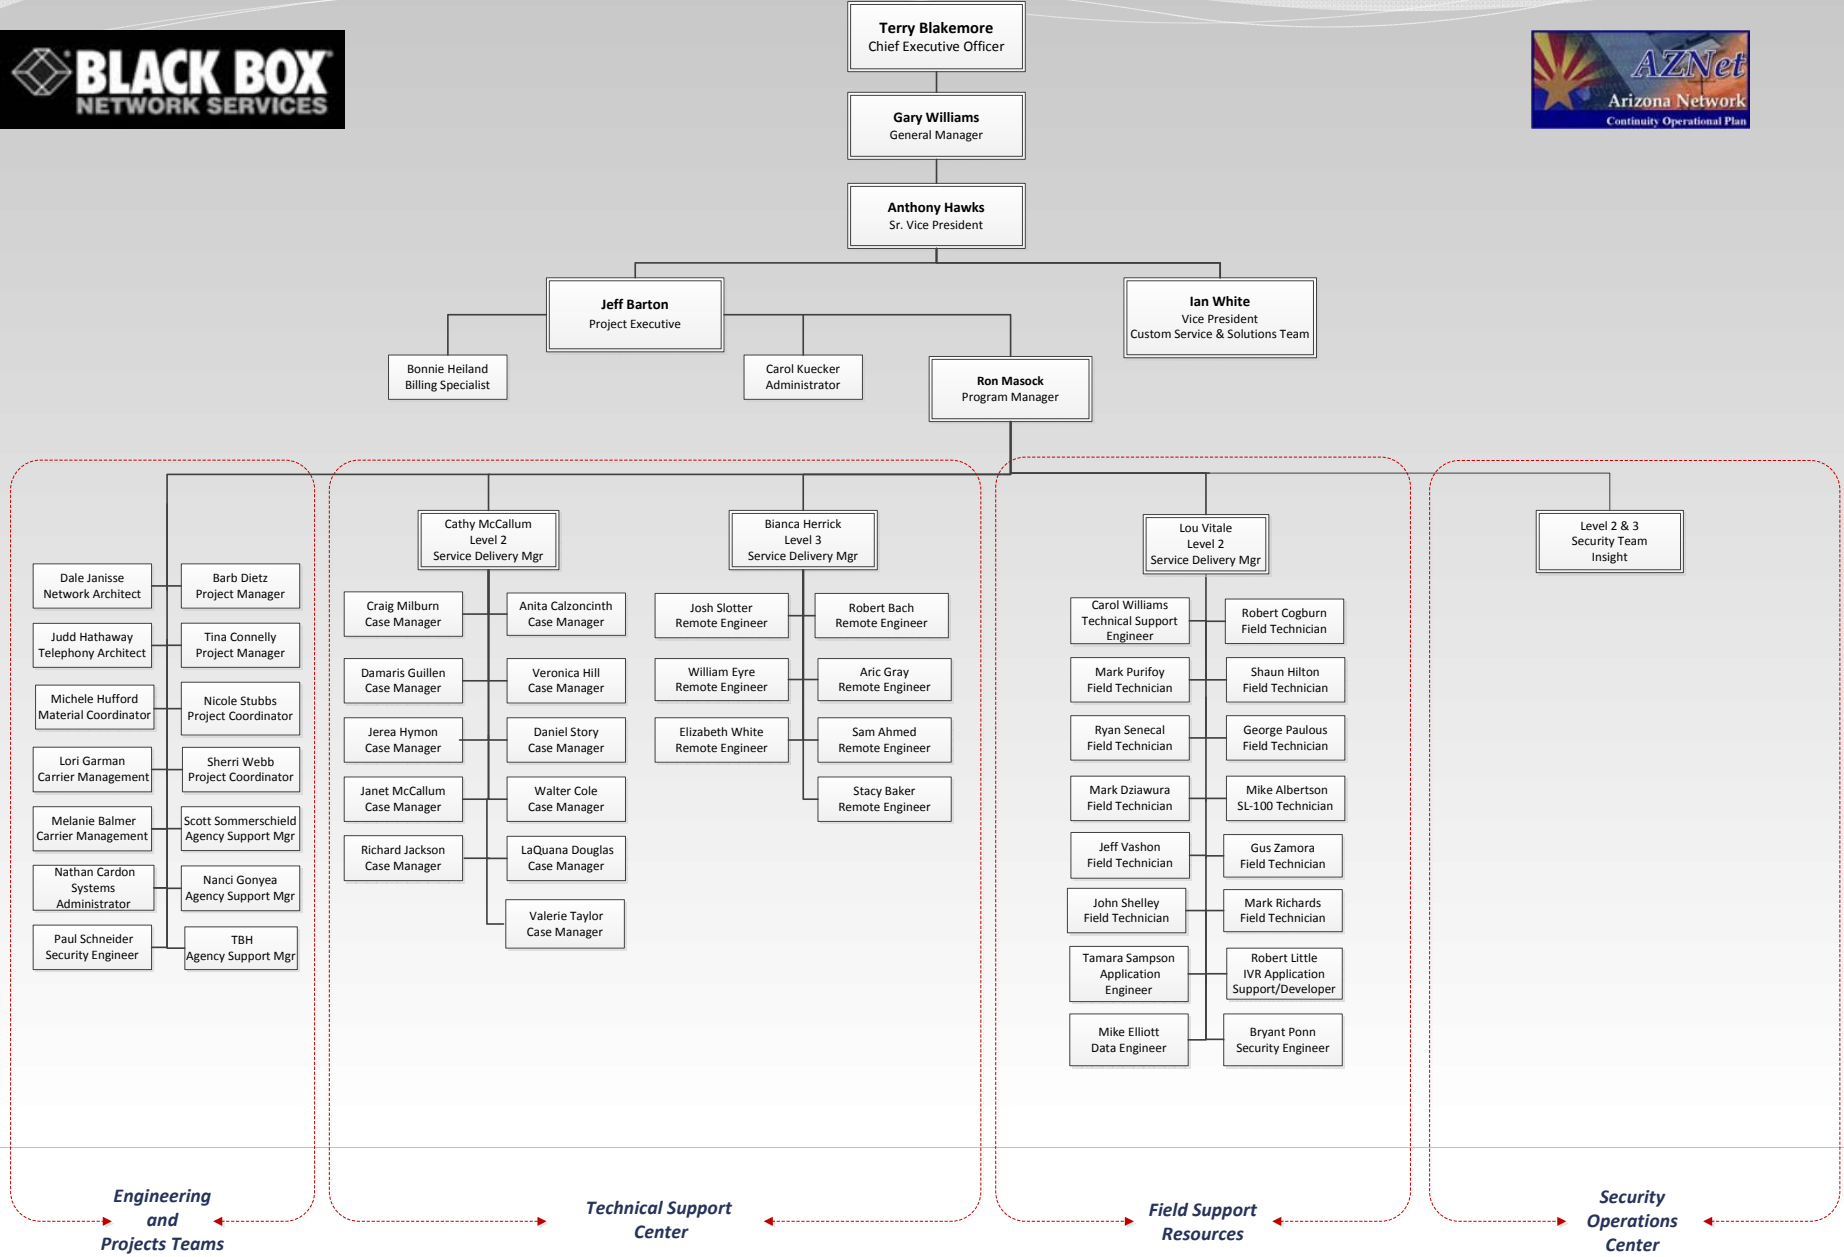 BLACK BOX
NETWORK SERVICES
AZNet
Arizona Network
Continuity Operational Plan
Terry Blakemore
Chief Executive Officer
Gary Williams
General Manager
Anthony Hawks
Sr. Vice President
Jeff Barton
Project Executive
Ian White
Vice President
Custom Service & Solutions Team
Bonnie Heiland
Billing Specialist
Carol Kuecker
Administrator
Ron Masock
Program Manager
Dale Janisse
Network Architect
Barb Dietz
Project Manager
Judd Hathaway
Telephony Architect
Tina Connelly
Project Manager
Michele Hufford
Material Coordinator
Nicole Stubbs
Project Coordinator
Lori Garman
Carrier Management
Sherri Webb
Project Coordinator
Melanie Balmer
Carrier Management
Scott Sommerschield
Agency Support Mgr
Nathan Cardon
Systems
Administrator
Nanci Gonyea
Agency Support Mgr
Paul Schneider
Security Engineer
TBH
Agency Support Mgr
Cathy McCallum
Level 2
Service Delivery Mgr
Craig Milburn
Case Manager
Anita Calzoncinth
Case Manager
Damaris Guillen
Case Manager
Veronica Hill
Case Manager
Jerea Hymon
Case Manager
Daniel Story
Case Manager
Janet McCallum
Case Manager
Walter Cole
Case Manager
Richard Jackson
Case Manager
LaQuana Douglas
Case Manager
Valerie Taylor
Case Manager
Bianca Herrick
Level 3
Service Delivery Mgr
Josh Slotter
Remote Engineer
Robert Bach
Remote Engineer
William Eyre
Remote Engineer
Aric Gray
Remote Engineer
Elizabeth White
Remote Engineer
Sam Ahmed
Remote Engineer
Stacy Baker
Remote Engineer
Lou Vitale
Level 2
Service Delivery Mgr
Carol Williams
Technical Support
Engineer
Robert Cogburn
Field Technician
Mark Purifoy
Field Technician
Shaun Hilton
Field Technician
Ryan Senecal
Field Technician
George Paulous
Field Technician
Mark Dziawura
Field Technician
Mike Albertson
SL-100 Technician
Jeff Vashon
Field Technician
Gus Zamora
Field Technician
John Shelley
Field Technician
Mark Richards
Field Technician
Tamara Sampson
Application
Engineer
Robert Little
IVR Application
Support/Developer
Mike Elliott
Data Engineer
Bryant Ponn
Security Engineer
Level 2 & 3
Security Team
Insight
Engineering
and
Projects Teams
Technical Support
Center
Field Support
Resources
Security
Operations
Center